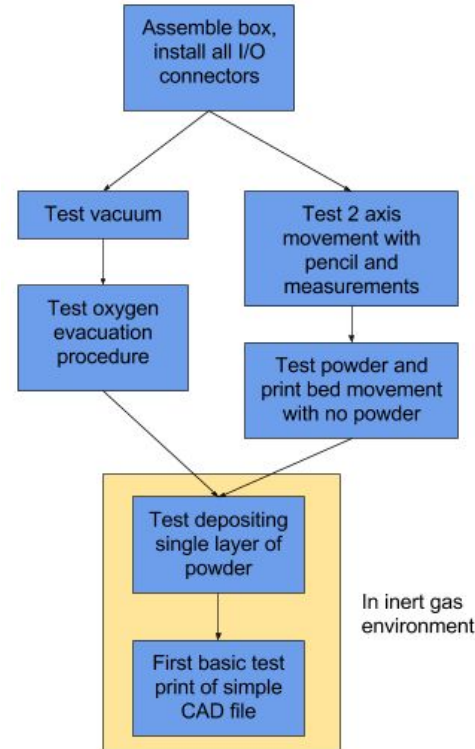 Assemble box,
install all I/O
connectors
Test vacuum
Test 2 axis
movement with
pencil and
measurements
Test oxygen
evacuation
procedure
Test powder and
print bed movement
with no powder
Test depositing
single layer of
powder
In inert gas
environment
First basic test
print of simple
CAD file